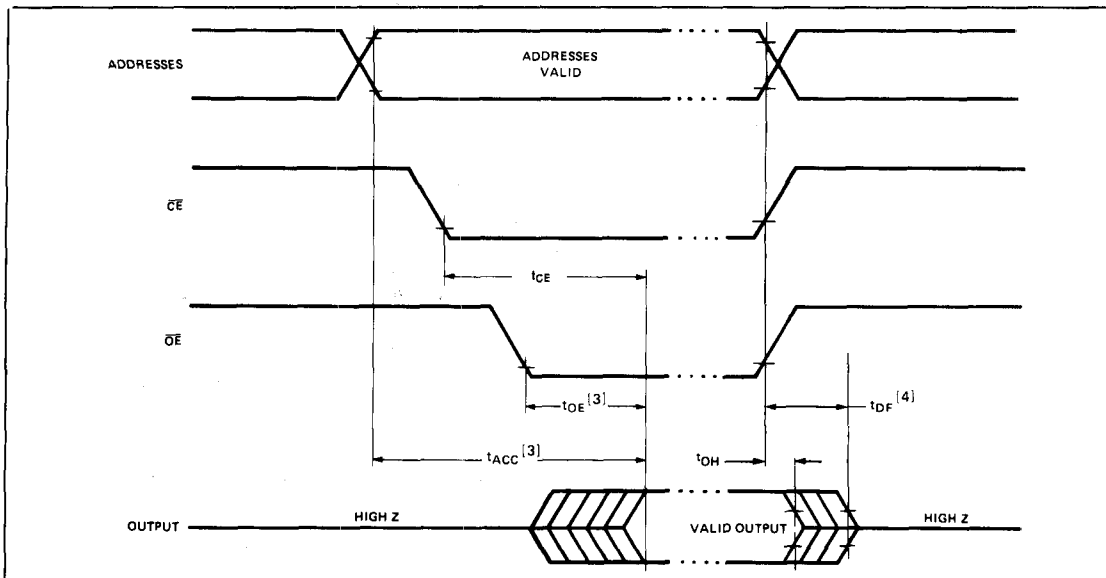 ADDRESSES
ADDRESSES
VALID
CE
tCE
OE
tOE[3]
tDF[4]
tACC[3]
tOH
OUTPUT
HIGH Z
VALID OUTPUT
HIGH Z